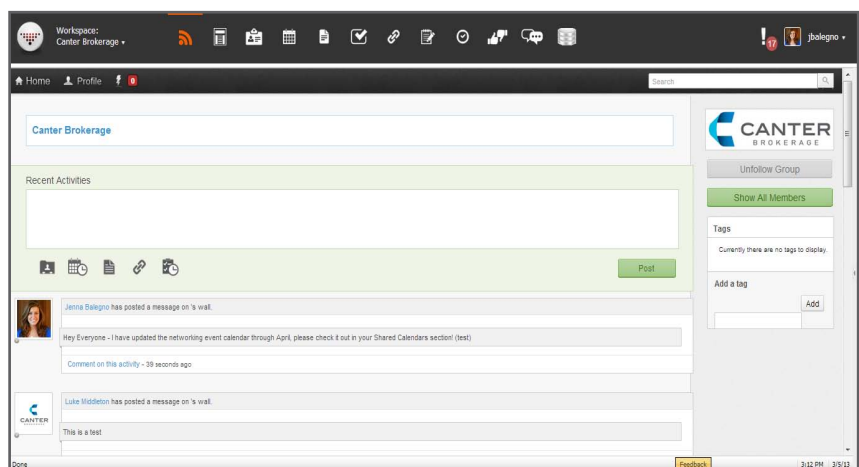 Workspace:
Canter Brokerage
17
jbalegno
Home Profile 0
Search
Canter Brokerage
CANTER
BROKERAGE
Unfollow Group
Recent Activities
Show All Members
Tags
Currently there are no tags to display.
Post
Add a tag
Add
Jenna Balegno has posted a message on 's wall.
Hey Everyone - I have updated the networking event calendar through April, please check it out in your Shared Calendars section! (test)
Comment on this activity - 39 seconds ago
Luke Middleton has posted a message on 's wall.
CANTER
This is a test
Done
Feedback
3:12 PM 3/5/13